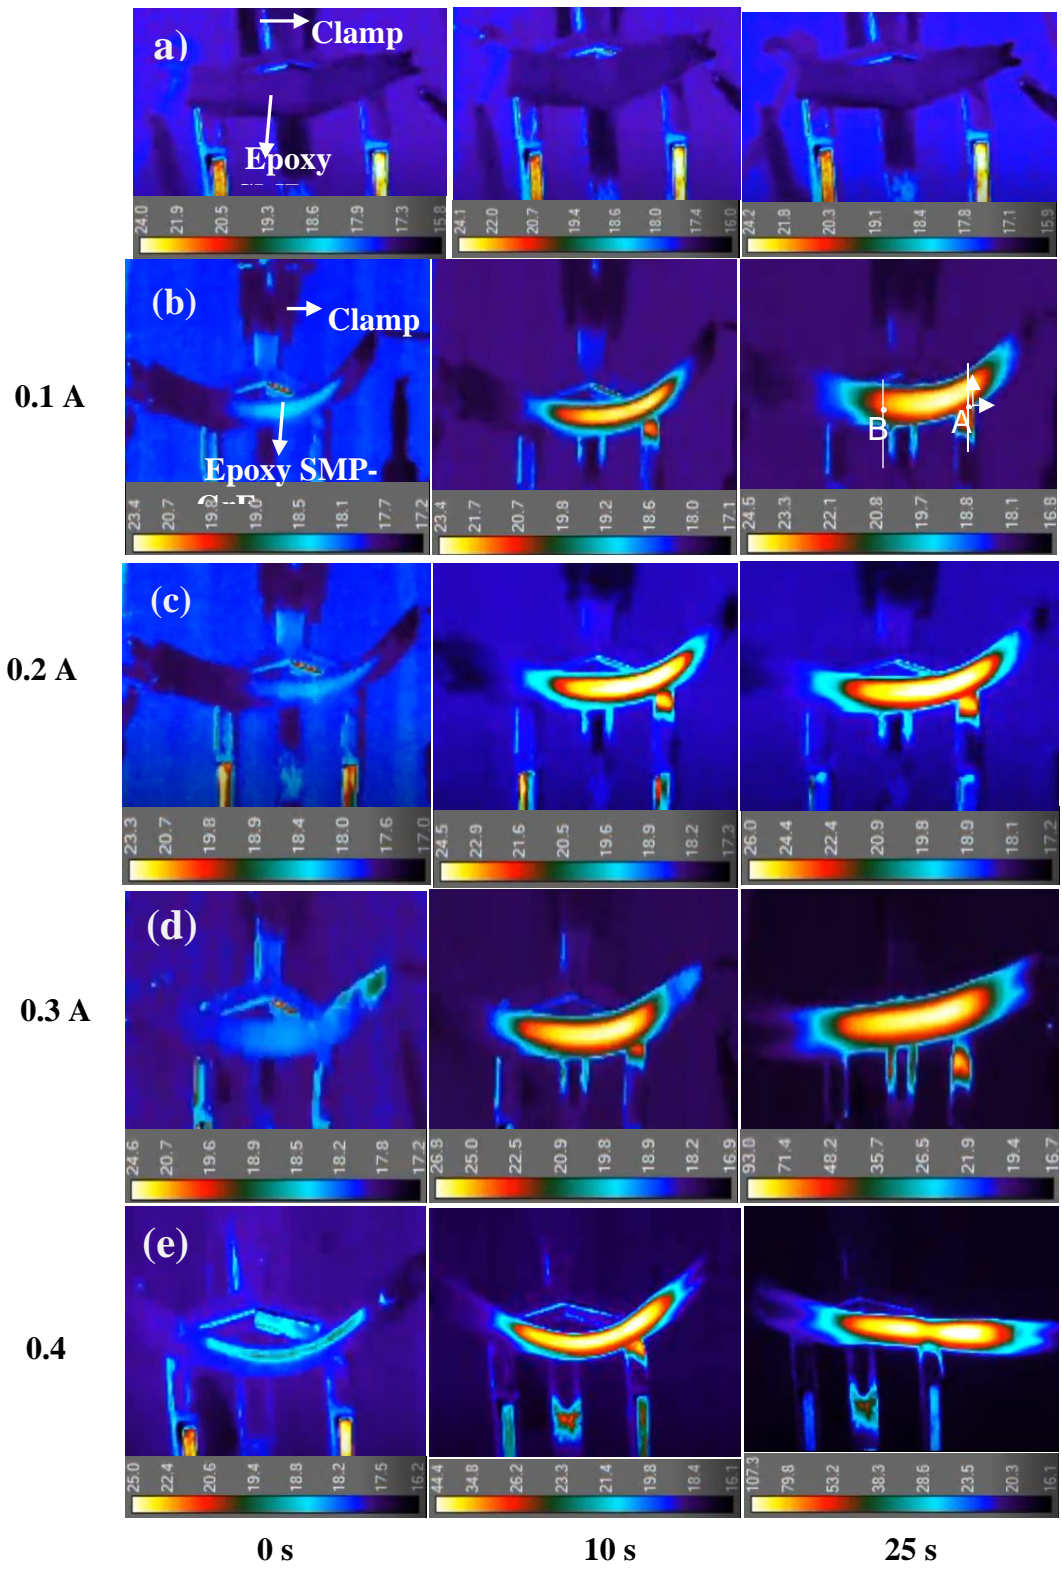 a)
Clamp
Epoxy
24.0 21.9 20.5 19.3 18.6 17.9 17.3 15.8
24.1 22.0 20.7 19.4 18.6 18.0 17.4 16.0
24.2 21.8 20.3 19.1 18.4 17.8 17.1 15.9
0.1 A
(b)
Clamp
Epoxy SMP-
B
A
23.4 20.7 19.8 19.0 18.5 18.1 17.7 17.2
23.4 21.7 20.7 19.8 19.2 18.6 18.0 17.1
24.5 23.3 22.1 20.8 19.7 18.8 18.1 16.8
0.2 A
(c)
23.3 20.7 19.8 18.9 18.4 18.0 17.6 17.0
24.5 22.9 21.6 20.5 19.6 18.9 18.2 17.3
26.0 24.4 22.4 20.9 19.8 18.9 18.1 17.2
0.3 A
(d)
24.6 20.7 19.6 18.9 18.5 18.2 17.8 17.2
26.8 25.0 22.5 20.9 19.8 18.9 18.2 16.9
93.0 71.4 48.2 35.7 26.5 21.9 19.4 16.7
0.4
(e)
25.0 22.4 20.6 19.4 18.8 18.2 17.5 16.2
44.4 34.8 26.2 23.3 21.4 19.8 18.4 16.1
107.3 79.8 53.2 38.3 28.6 23.5 20.3 16.1
0 s
10 s
25 s